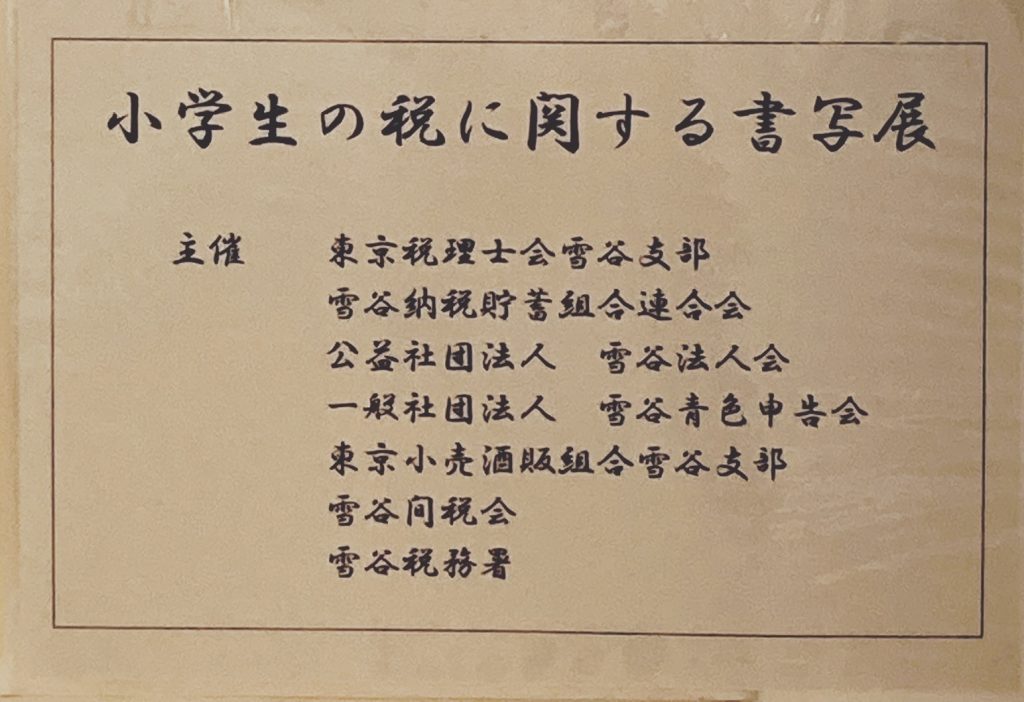 小学生の税に関する書写展
主催　東京税理士会雪谷支部
雪谷納税貯蓄組合連合会
公益社団法人　雪谷法人会
一般社団法人　雪谷青色申告会
東京小売酒販組合雪谷支部
雪谷间税会
雪谷税務署